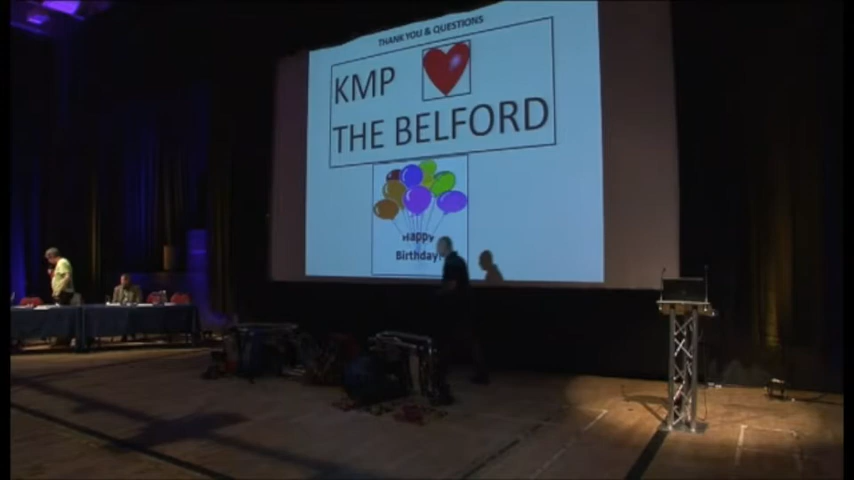 THANK YOU & QUESTIONS
KMP
THE BELFORD
Happy
Birthday!